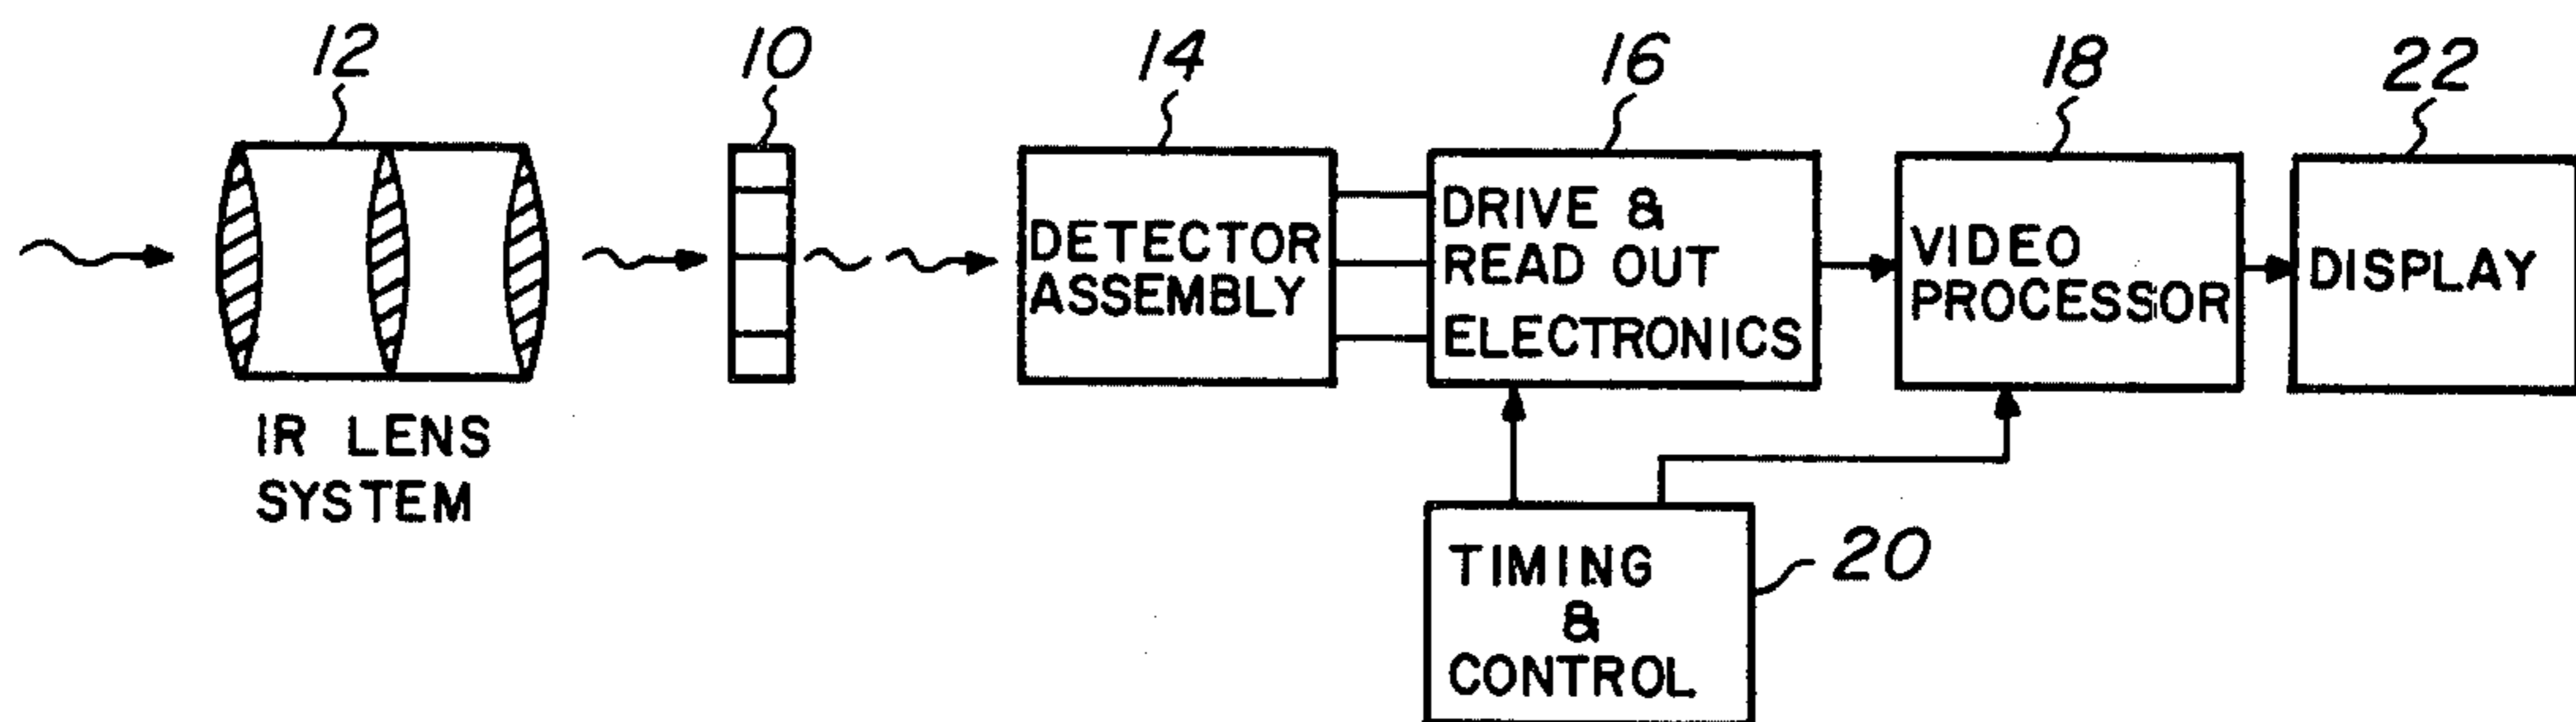 12
10
14
16
18
22
IR LENS
SYSTEM
DETECTOR
ASSEMBLY
DRIVE &
READ OUT
ELECTRONICS
VIDEO
PROCESSOR
DISPLAY
TIMING
&
CONTROL
20